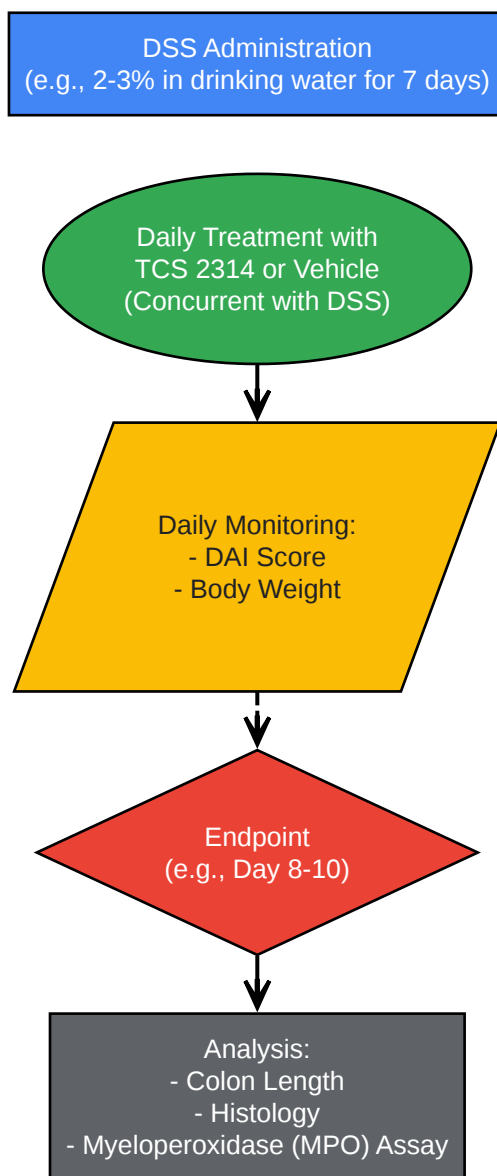 DSS Administration
(e.g., 2-3% in drinking water for 7 days)
Daily Treatment with
TCS 2314 or Vehicle
(Concurrent with DSS)
Daily Monitoring:
- DAI Score
- Body Weight
Endpoint
(e.g., Day 8-10)
Analysis:
- Colon Length
- Histology
- Myeloperoxidase (MPO) Assay